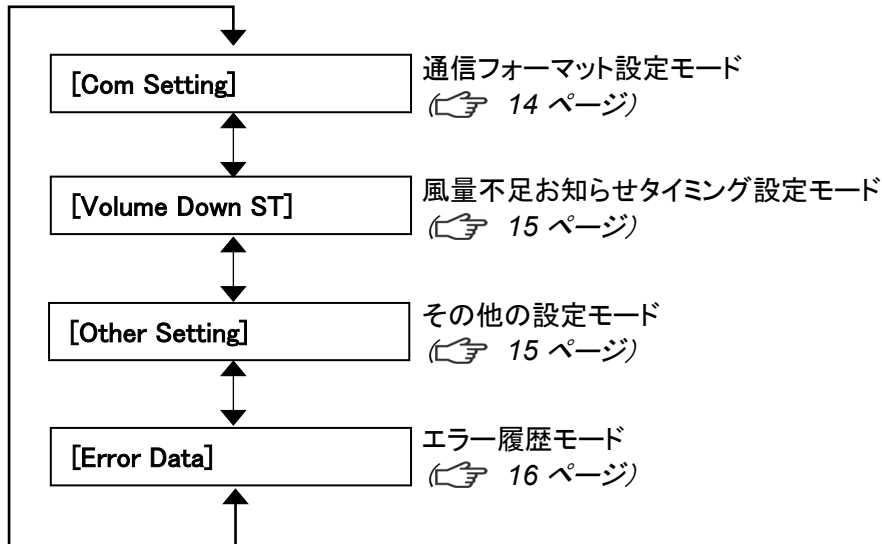 [Com Setting]
通信フォーマット設定モード
(☞ 14 ページ)
[Volume Down ST]
風量不足お知らせタイミング設定モード
(☞ 15 ページ)
[Other Setting]
その他の設定モード
(☞ 15 ページ)
[Error Data]
エラー履歴モード
(☞ 16 ページ)